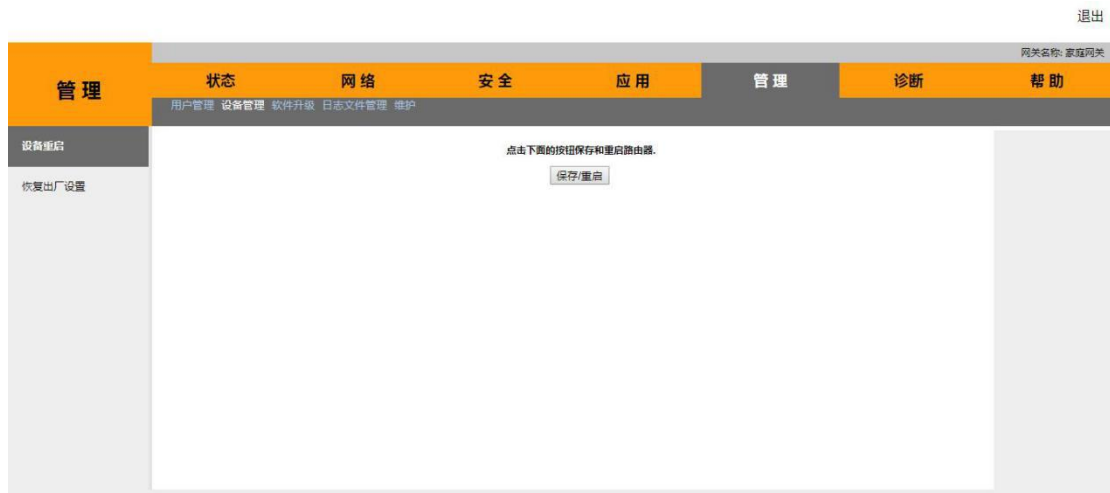 退出
网关名称: 家庭网关
管理
状态 网络 安全 应用 管理 诊断 帮助
用户管理 设备管理 软件升级 日志文件管理 维护
设备重启
点击下面的按钮保存和重启路由器.
保存/重启
恢复出厂设置